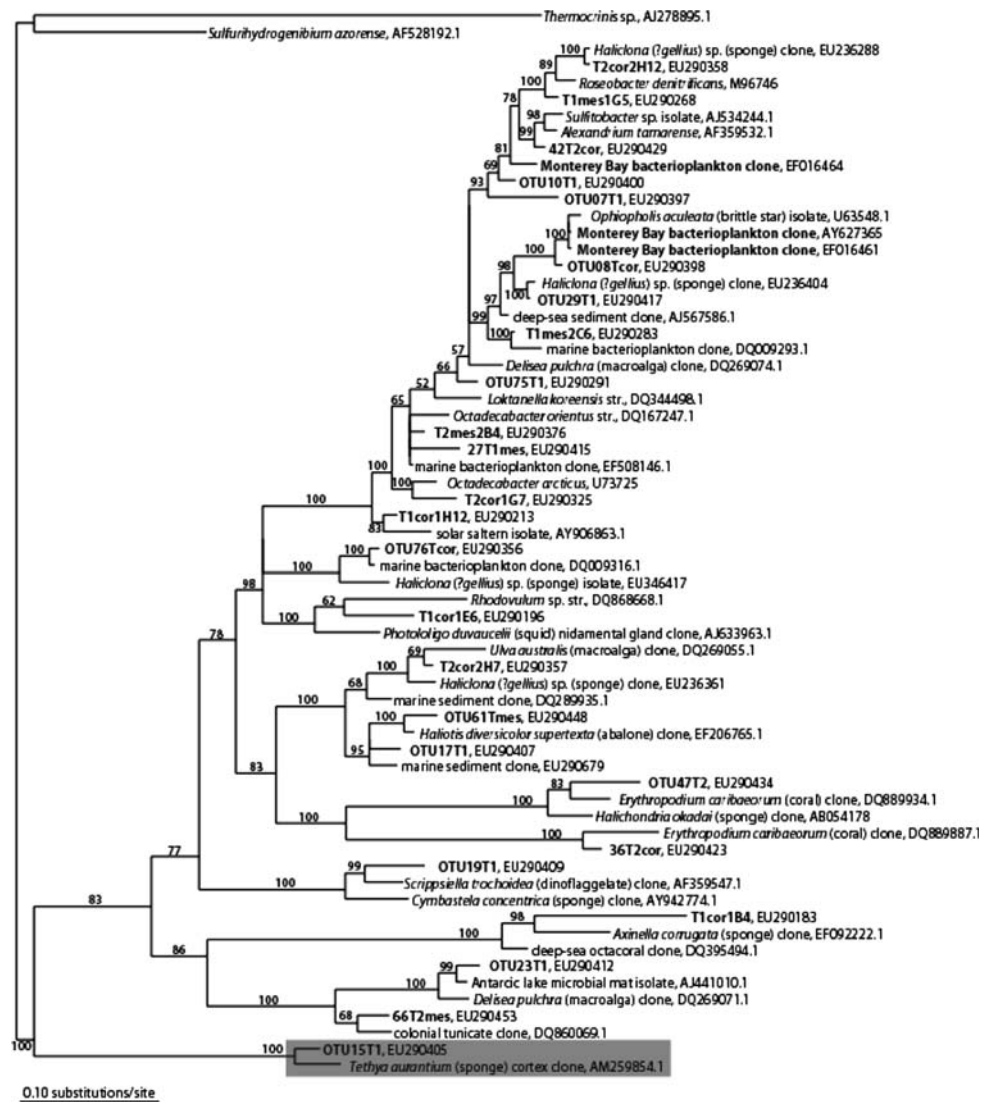 Thermocrinis sp., AJ278895.1
Sulfurihydrogenibium azorense, AF528192.1
100
Haliclona (?gellius) sp. (sponge) clone, EU236288
89
T2cor2H12, EU290358
100
Roseobacter denitrificans, M96746
78
T1mes1G5, EU290268
98
Sulfitobacter sp. isolate, AJ534244.1
99
Alexandrium tamarense, AF359532.1
81
42T2cor, EU290429
69
Monterey Bay bacterioplankton clone, EF016464
93
OTU10T1, EU290400
OTU07T1, EU290397
Ophiopholis aculeata (brittle star) isolate, U63548.1
100
Monterey Bay bacterioplankton clone, AY627365
100
Monterey Bay bacterioplankton clone, EF016461
98
OTU08Tcor, EU290398
Haliclona (?gellius) sp. (sponge) clone, EU236404
97
100
OTU29T1, EU290417
99
deep-sea sediment clone, AJ567586.1
100
T1mes2C6, EU290283
57
marine bacterioplankton clone, DQ009293.1
66
Delisea pulchra (macroalga) clone, DQ269074.1
52
OTU75T1, EU290291
65
Loktanella koreensis str., DQ344498.1
Octadecabacter orientus str., DQ167247.1
T2mes2B4, EU290376
27T1mes, EU290415
100
marine bacterioplankton clone, EF508146.1
100
Octadecabacter arcticus, U73725
100
T2cor1G7, EU290325
T1cor1H12, EU290213
83
solar saltern isolate, AY906863.1
100
OTU76Tcor, EU290356
100
marine bacterioplankton clone, DQ009316.1
98
Haliclona (?gellius) sp. (sponge) isolate, EU346417
62
Rhodovulum sp. str., DQ868668.1
100
T1cor1E6, EU290196
78
Photololigo duvaucelii (squid) nidamental gland clone, AJ633963.1
69
Ulva australis (macroalga) clone, DQ269055.1
100
T2cor2H7, EU290357
68
Haliclona (?gellius) sp. (sponge) clone, EU236361
marine sediment clone, DQ289935.1
100
OTU61Tmes, EU290448
Haliotis diversicolor supertexta (abalone) clone, EF206765.1
95
OTU17T1, EU290407
83
marine sediment clone, EU290679
83
OTU47T2, EU290434
100
Erythropodium caribaeorum (coral) clone, DQ889934.1
100
Halichondria okadai (sponge) clone, AB054178
100
Erythropodium caribaeorum (coral) clone, DQ889887.1
36T2cor, EU290423
77
99
OTU19T1, EU290409
100
Scrippsiella trochoidea (dinoflaggelate) clone, AF359547.1
83
Cymbastela concentrica (sponge) clone, AY942774.1
98
T1cor1B4, EU290183
100
Axinella corrugata (sponge) clone, EF092222.1
86
deep-sea octacoral clone, DQ395494.1
99
OTU23T1, EU290412
100
Antarcic lake microbial mat isolate, AJ441010.1
100
Delisea pulchra (macroalga) clone, DQ269071.1
68
66T2mes, EU290453
colonial tunicate clone, DQ860069.1
100
100
OTU15T1, EU290405
Tethya aurantium (sponge) cortex clone, AM259854.1
0.10 substitutions/site